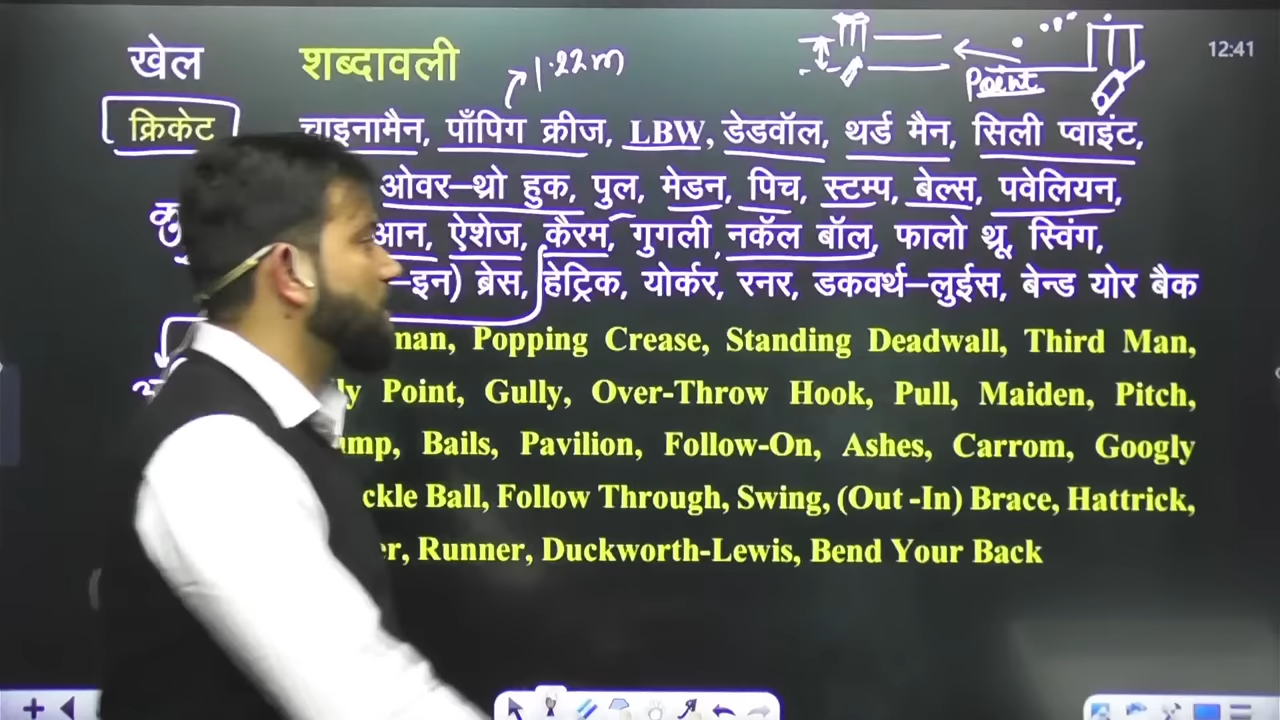 खेल शब्दावली
1.22m
Point
12:41
क्रिकेट चाइनामैन, पॉपिंग क्रीज, LBW, डेडवॉल, थर्ड मैन, सिली प्वाइंट,
ओवर–थ्रो हुक, पुल, मेडन, पिच, स्टम्प, बेल्स, पवेलियन,
आन, ऐशेज, कैरम, गुगली, नकॅल बॉल, फालो थ्रू, स्विंग,
–इन) ब्रेस, हेट्रिक, योर्कर, रनर, डकवर्थ–लुईस, बेन्ड योर बैक
man, Popping Crease, Standing Deadwall, Third Man,
ly Point, Gully, Over-Throw Hook, Pull, Maiden, Pitch,
mp, Bails, Pavilion, Follow-On, Ashes, Carrom, Googly
ckle Ball, Follow Through, Swing, (Out -In) Brace, Hattrick,
er, Runner, Duckworth-Lewis, Bend Your Back